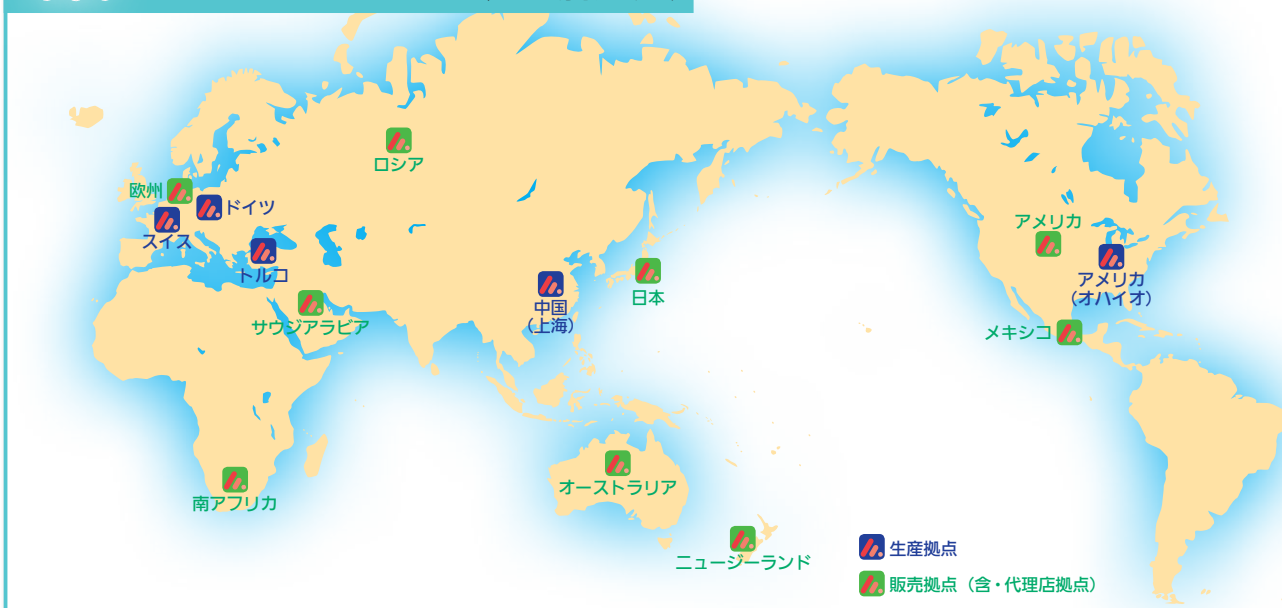 ロシア
欧州
ドイツ
スイス
トルコ
サウジアラビア
中国
（上海）
日本
アメリカ
アメリカ
（オハイオ）
メキシコ
南アフリカ
オーストラリア
ニュージーランド
生産拠点
販売拠点（含・代理店拠点）